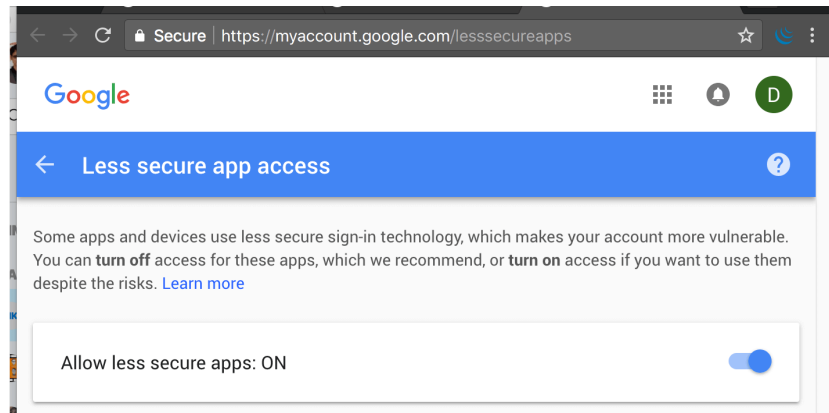 Secure | https://myaccount.google.com/lesssecureapps
Google
D
Less secure app access
?
Some apps and devices use less secure sign-in technology, which makes your account more vulnerable.
You can turn off access for these apps, which we recommend, or turn on access if you want to use them
despite the risks. Learn more
Allow less secure apps: ON